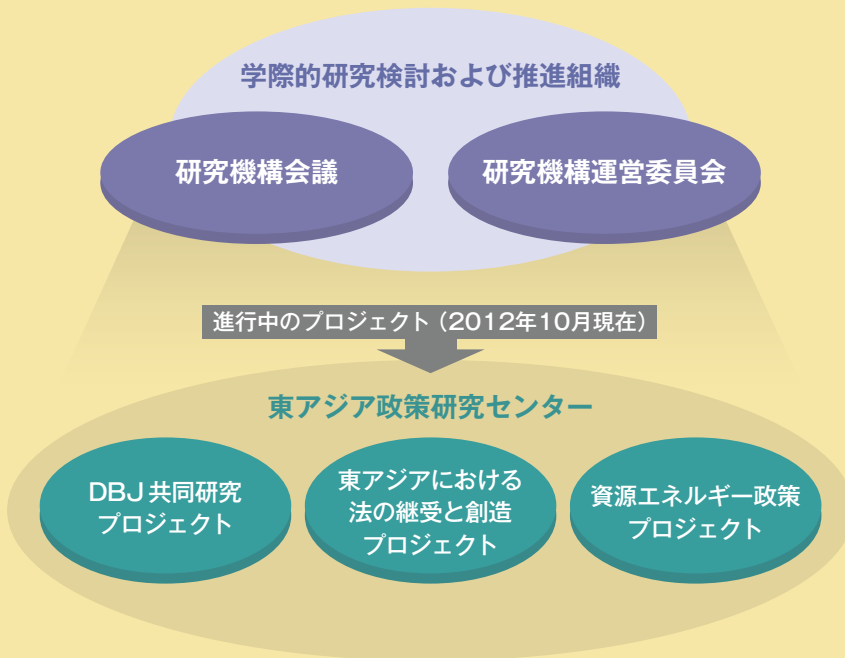 学際的研究検討および推進組織
研究機構会議
研究機構運営委員会
進行中のプロジェクト（2012年10月現在）
東アジア政策研究センター
DBJ共同研究
プロジェクト
東アジアにおける
法の継受と創造
プロジェクト
資源エネルギー政策
プロジェクト